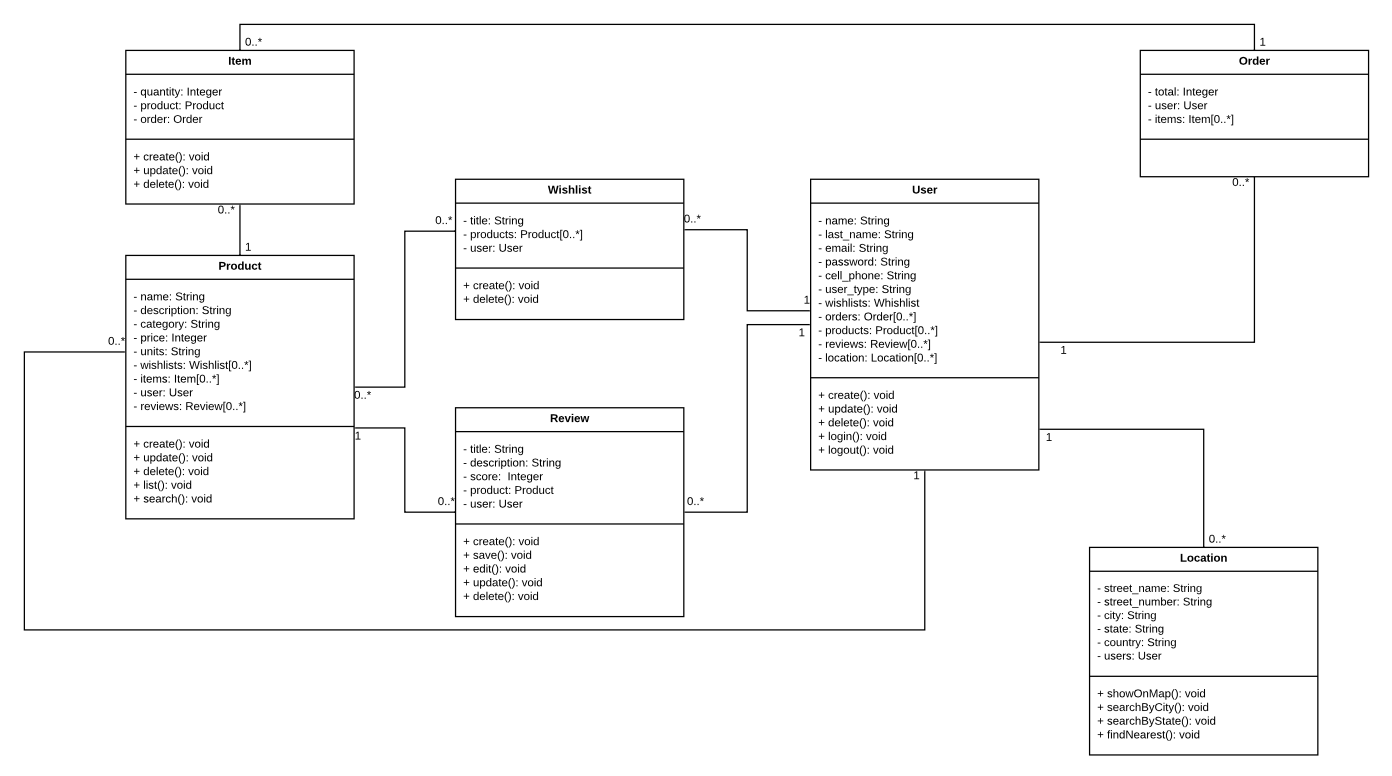 0..*
1
Item
- quantity: Integer
- product: Product
- order: Order
+ create(): void
+ update(): void
+ delete(): void
Order
- total: Integer
- user: User
- items: Item[0..*]
0..*
0..*
1
Product
- name: String
- description: String
- category: String
- price: Integer
- units: String
- wishlists: Wishlist[0..*]
- items: Item[0..*]
- user: User
- reviews: Review[0..*]
+ create(): void
+ update(): void
+ delete(): void
+ list(): void
+ search(): void
0..*
0..*
1
0..*
Wishlist
- title: String
- products: Product[0..*]
- user: User
+ create(): void
+ delete(): void
0..*
1
1
Review
- title: String
- description: String
- score:  Integer
- product: Product
- user: User
+ create(): void
+ save(): void
+ edit(): void
+ update(): void
+ delete(): void
0..*
0..*
User
- name: String
- last_name: String
- email: String
- password: String
- cell_phone: String
- user_type: String
- wishlists: Whishlist
- orders: Order[0..*]
- products: Product[0..*]
- reviews: Review[0..*]
- location: Location[0..*]
+ create(): void
+ update(): void
+ delete(): void
+ login(): void
+ logout(): void
1
1
1
0..*
Location
- street_name: String
- street_number: String
- city: String
- state: String
- country: String
- users: User
+ showOnMap(): void
+ searchByCity(): void
+ searchByState(): void
+ findNearest(): void